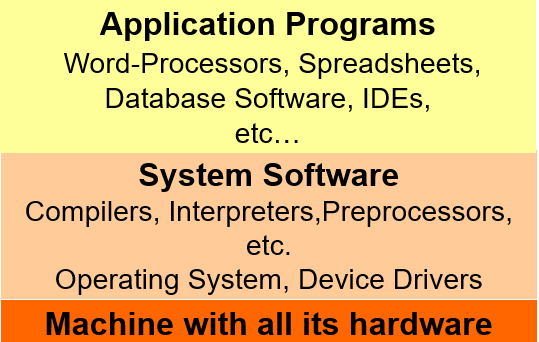 Application Programs
Word-Processors, Spreadsheets,
Database Software, IDEs,
etc…
System Software
Compilers, Interpreters,Preprocessors,
etc.
Operating System, Device Drivers
Machine with all its hardware